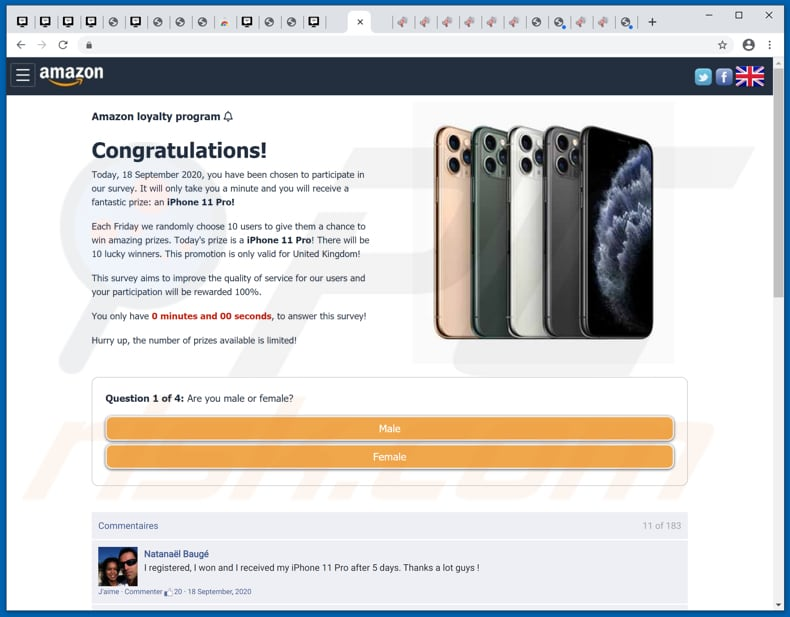 amazon
Amazon loyalty program
Congratulations!
Today, 18 September 2020, you have been chosen to participate in
our survey. It will only take you a minute and you will receive a
fantastic prize: an iPhone 11 Pro!
Each Friday we randomly choose 10 users to give them a chance to
win amazing prizes. Today's prize is a iPhone 11 Pro! There will be
10 lucky winners. This promotion is only valid for United Kingdom!
This survey aims to improve the quality of service for our users and
your participation will be rewarded 100%.
You only have 0 minutes and 00 seconds, to answer this survey!
Hurry up, the number of prizes available is limited!
Question 1 of 4: Are you male or female?
Male
Female
Commentaires 11 of 183
Natanaël Baugé
I registered, I won and I received my iPhone 11 Pro after 5 days. Thanks a lot guys !
J'aime · Commenter 20 · 18 September, 2020
PC
risk.com